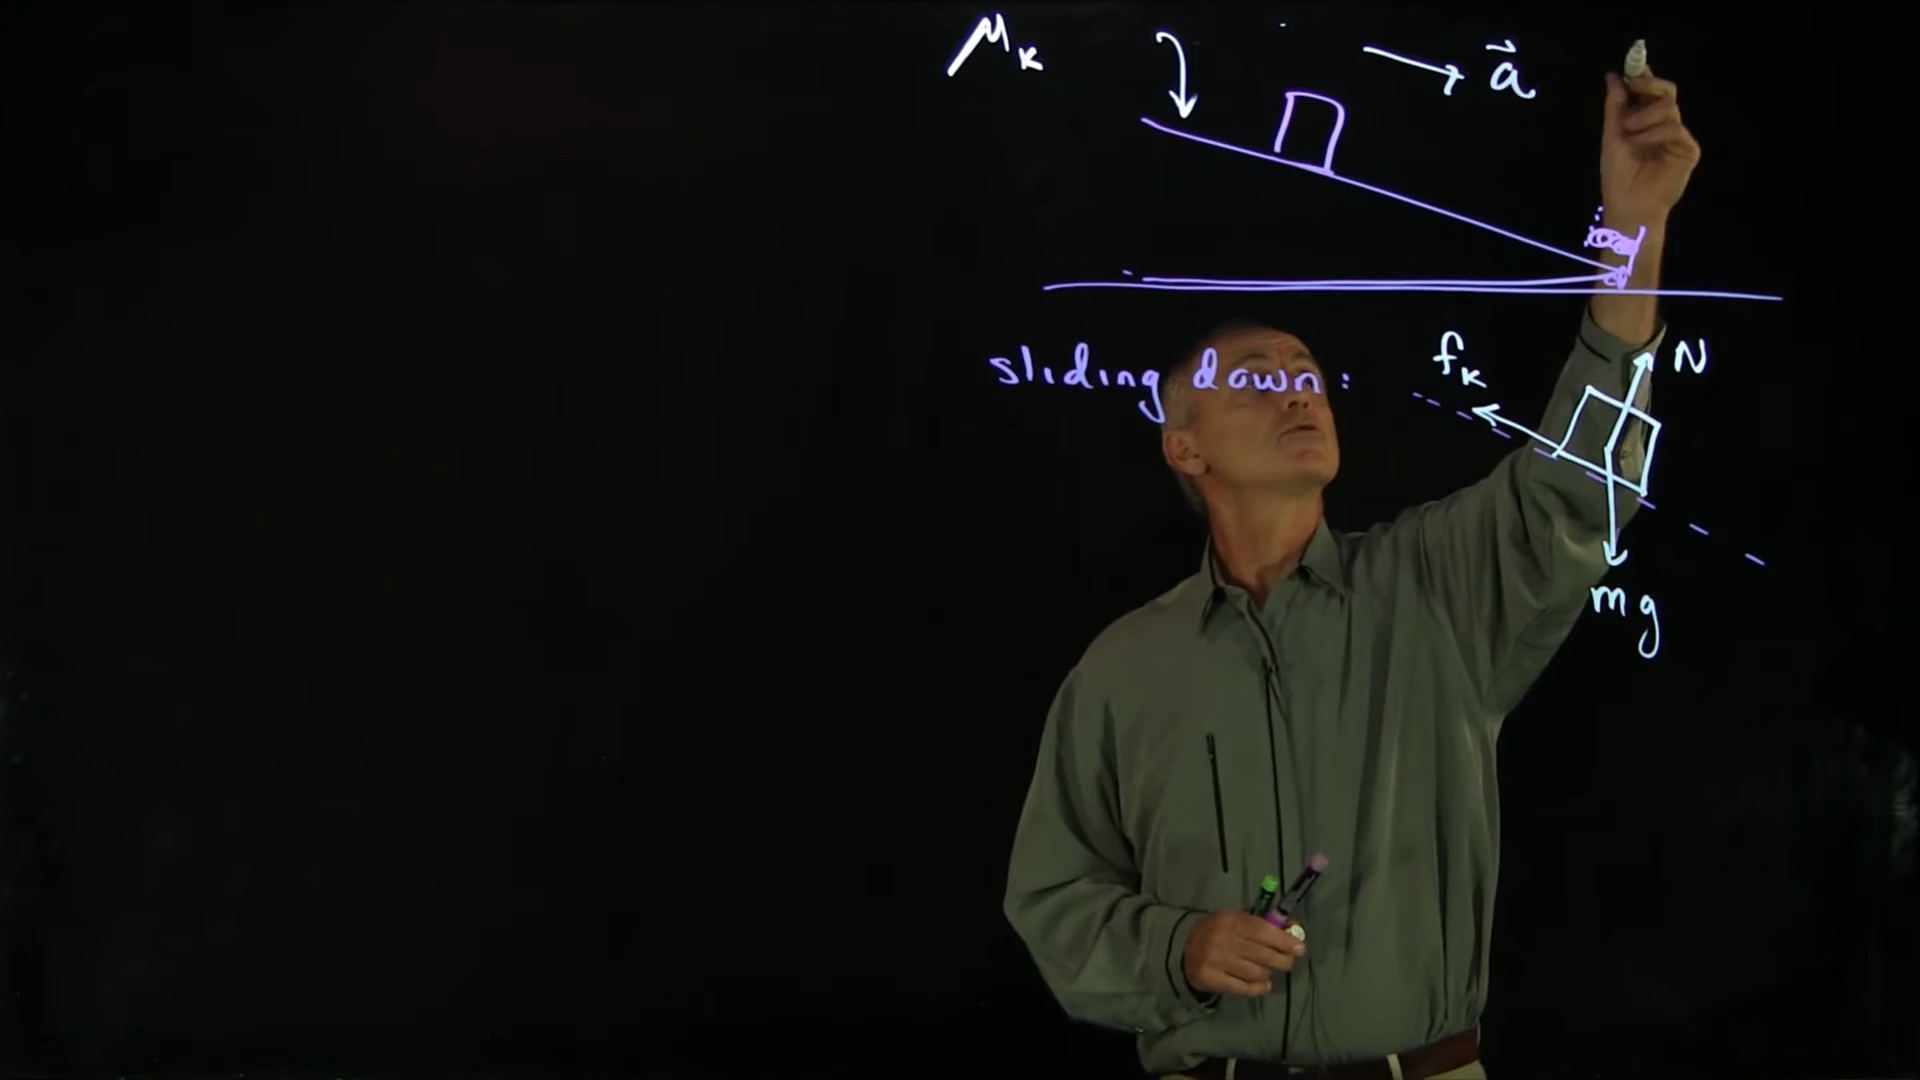 μk
a⃗
sliding down:
fk
N
mg